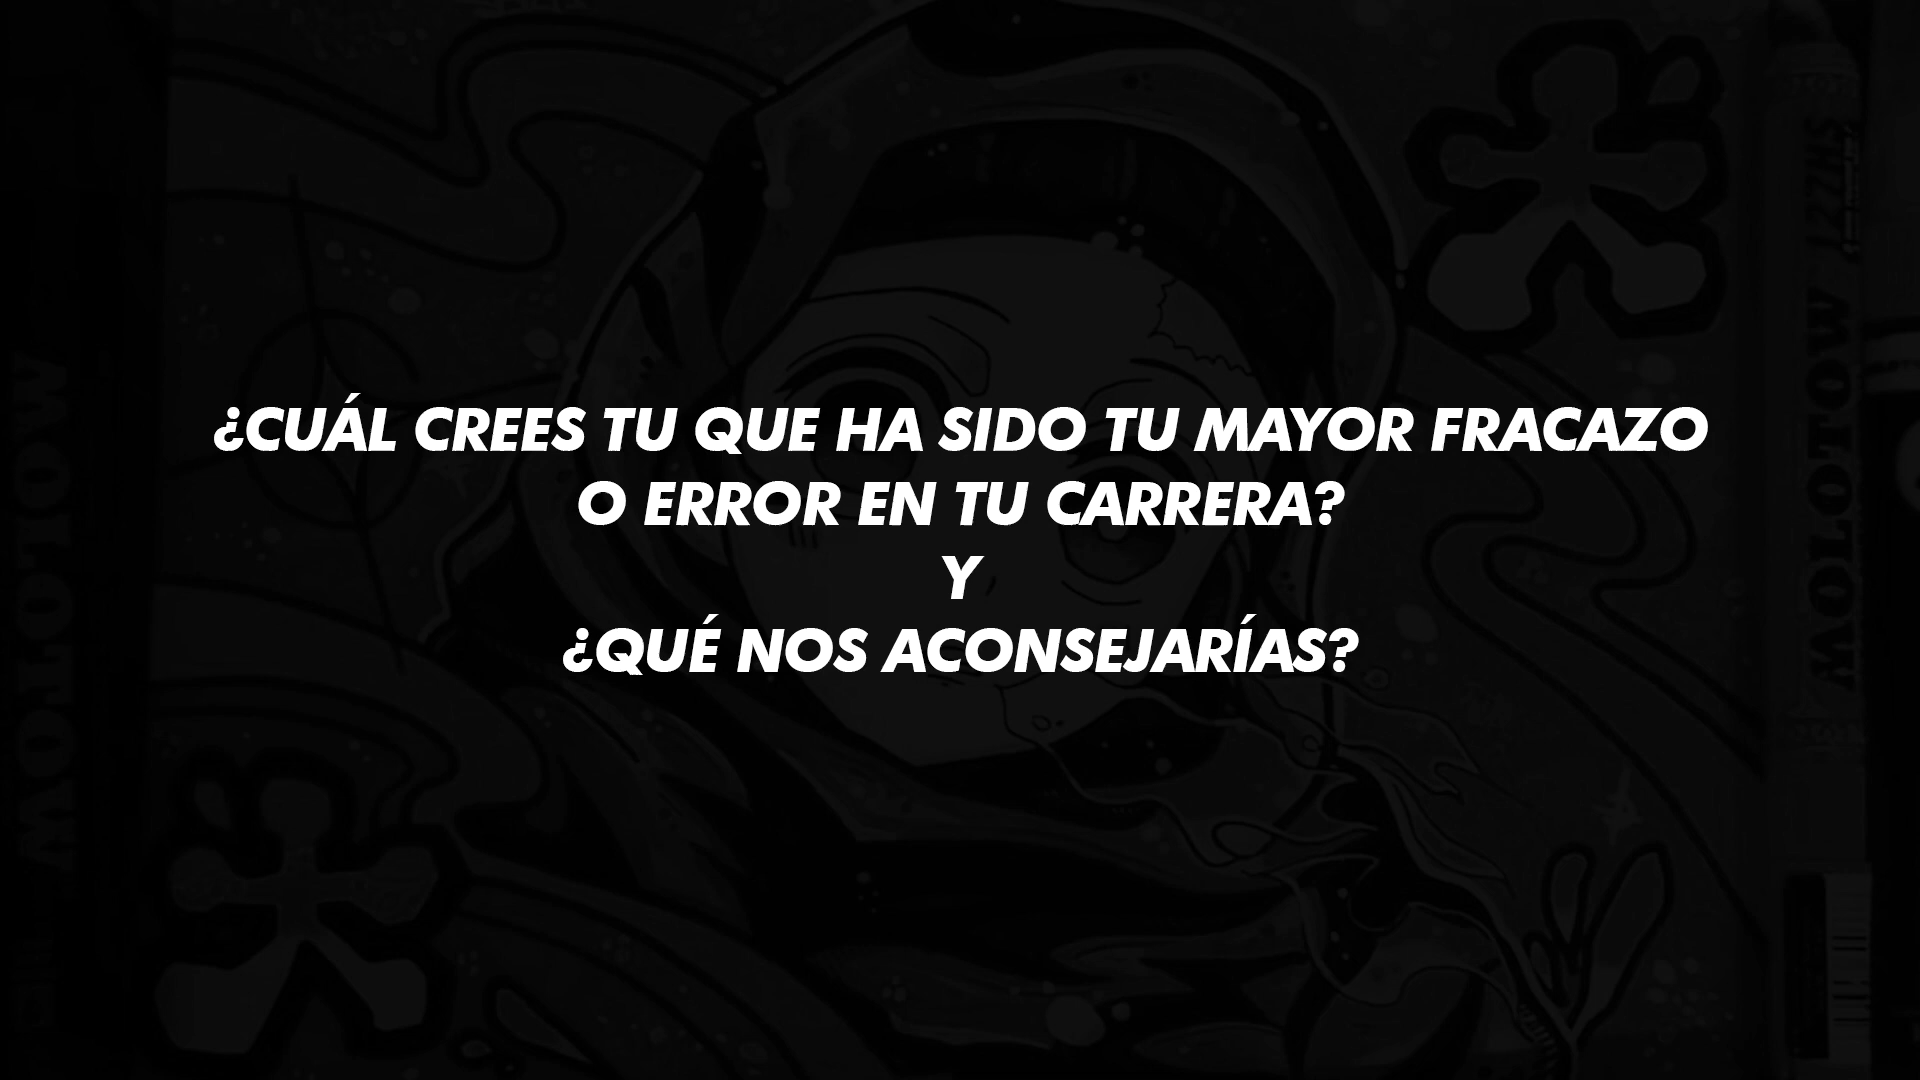 ¿CUÁL CREES TU QUE HA SIDO TU MAYOR FRACAZO
O ERROR EN TU CARRERA?
Y
¿QUÉ NOS ACONSEJARÍAS?
MOLOTOW
MOLOTOW